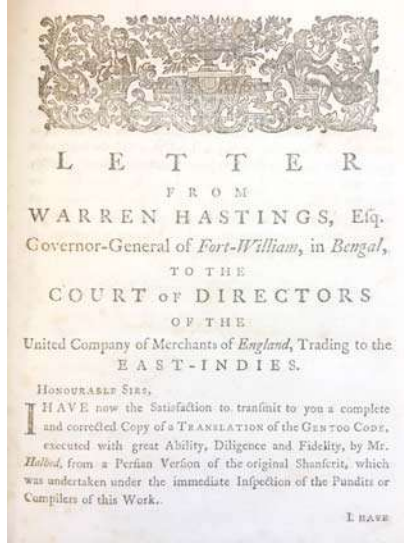 LETTER
FROM
WARREN HASTINGS, Eſq.
Governor-General of Fort-William, in Bengal,
TO THE
COURT OF DIRECTORS
OF THE
United Company of Merchants of England, Trading to the
EAST-INDIES.
HONOURABLE SIRS,
I HAVE now the Satisfaction to tranſmit to you a complete
and corrected Copy of a TRANSLATION of the GENTOO CODE,
executed with great Ability, Diligence and Fidelity, by Mr.
Halhed, from a Perſian Verſion of the original Shanſcrit, which
was undertaken under the immediate Inſpection of the Pundits or
Compilers of this Work.
I HAVE